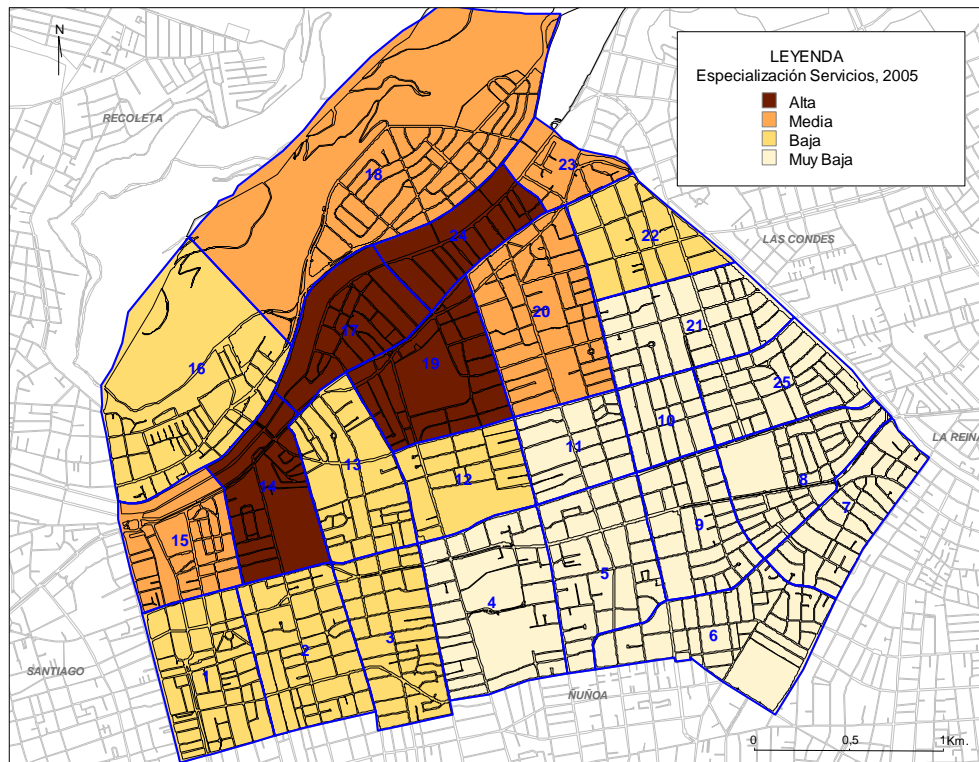 N
LEYENDA
Especialización Servicios, 2005
Alta
Media
Baja
Muy Baja
RECOLETA
18
23
24
22
LAS CONDES
17
20
21
16
19
25
10
13
11
12
LA REINA
14
8
7
15
9
5
4
6
3
2
1
SANTIAGO
ÑUÑOA
0 0,5 1Km.